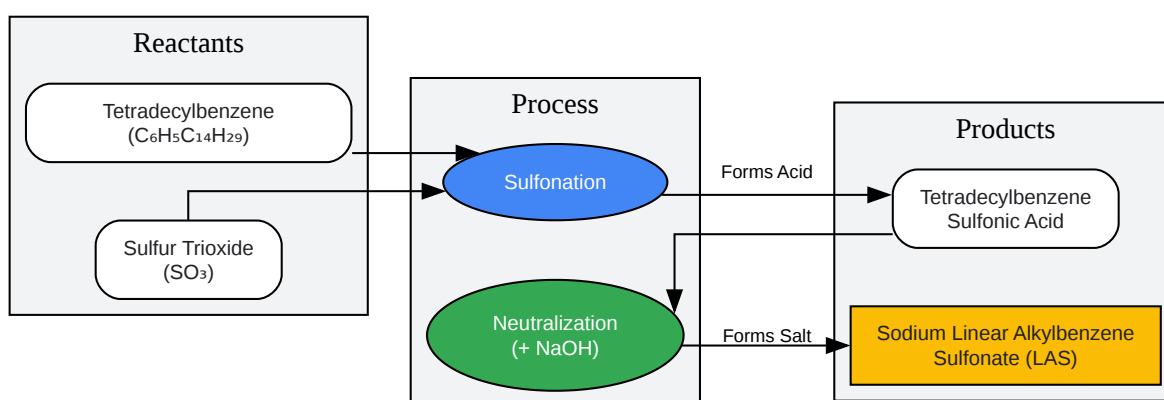 Reactants
Tetradecylbenzene
(C₆H₅C₁₄H₂₉)
Sulfur Trioxide
(SO₃)
Process
Sulfonation
Neutralization
(+ NaOH)
Forms Acid
Forms Salt
Products
Tetradecylbenzene
Sulfonic Acid
Sodium Linear Alkylbenzene
Sulfonate (LAS)